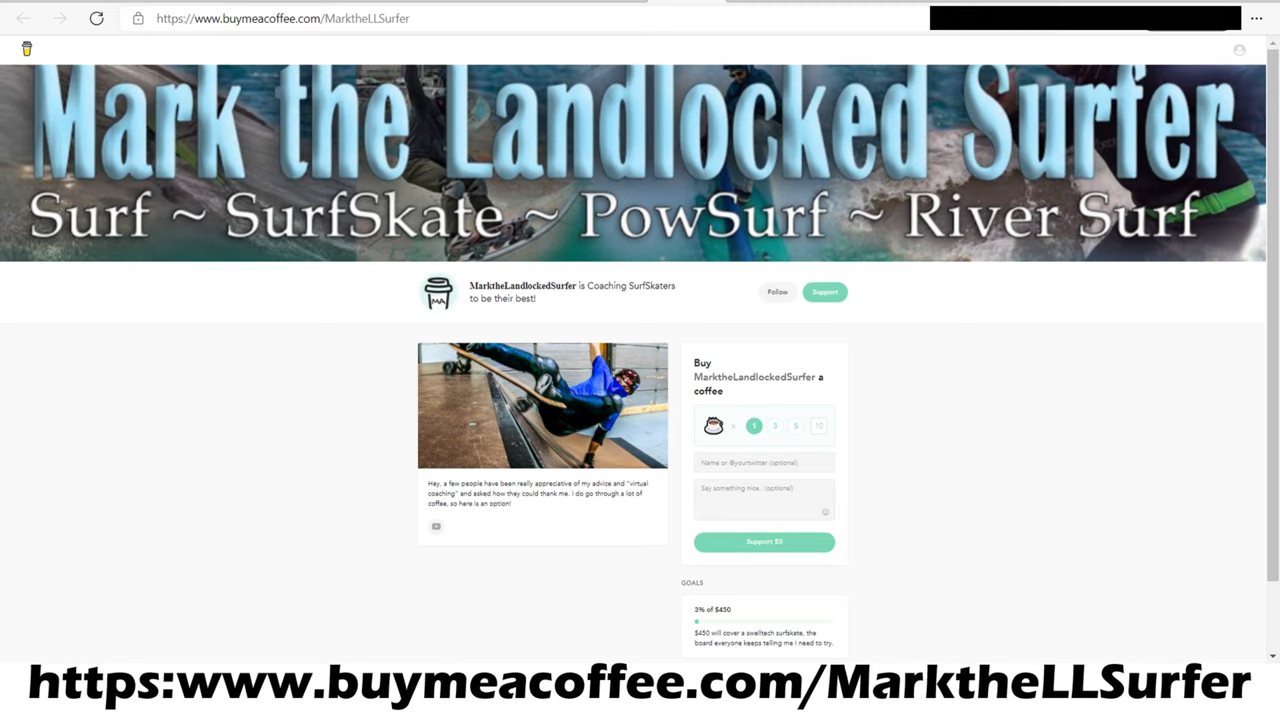 https://www.buymeacoffee.com/MarktheLLSurfer
Mark the Landlocked Surfer
Surf ~ SurfSkate ~ PowSurf ~ River Surf
MA
MarktheLandlockedSurfer is Coaching SurfSkaters
to be their best!
Follow
Support
Hey, a few people have been really appreciative of my advice and "virtual
coaching" and asked how they could thank me. I do go through a lot of
coffee, so here is an option!
Buy
MarktheLandlockedSurfer a
coffee
x 1 3 5 10
Name or @yourtwitter (optional)
Say something nice.. (optional)
Support $5
GOALS
3% of $450
$450 will cover a swelltech surfskate, the
board everyone keeps telling me I need to try.
https:www.buymeacoffee.com/MarktheLLSurfer